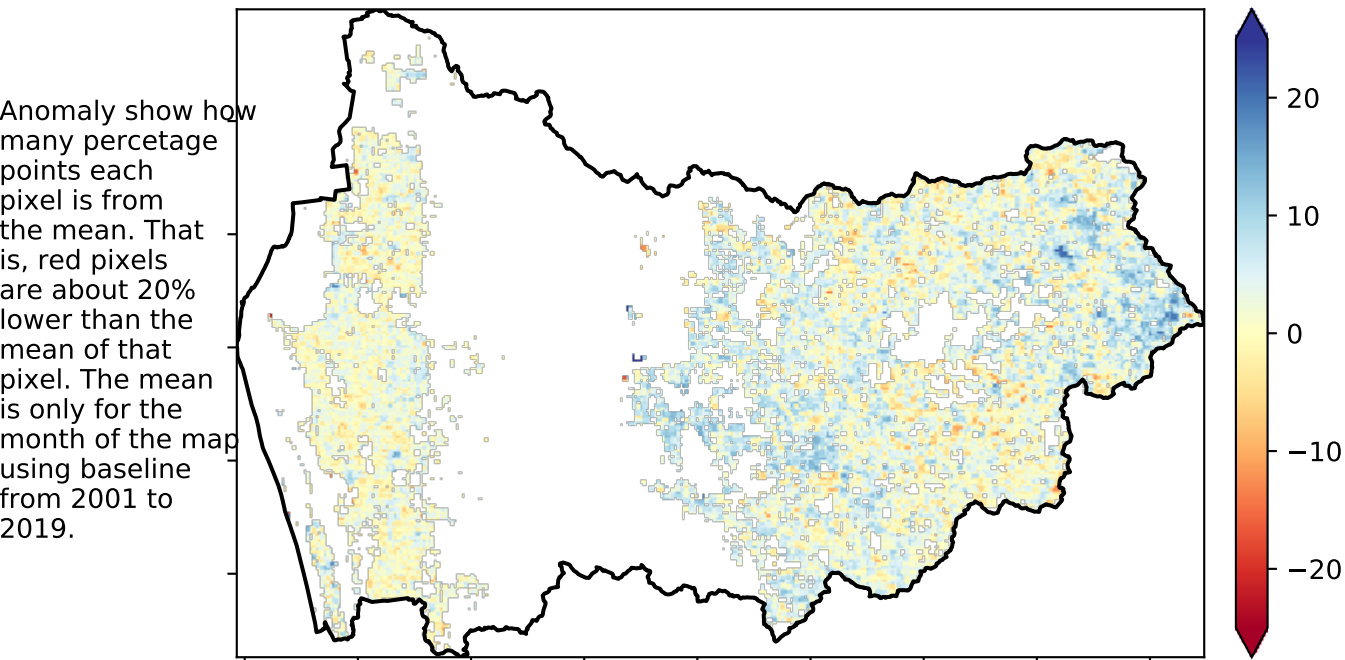 Anomaly show how
many percetage
points each
pixel is from
the mean. That
is, red pixels
are about 20%
lower than the
mean of that
pixel. The mean
is only for the
month of the map
using baseline
from 2001 to
2019.
20
10
0
−10
−20